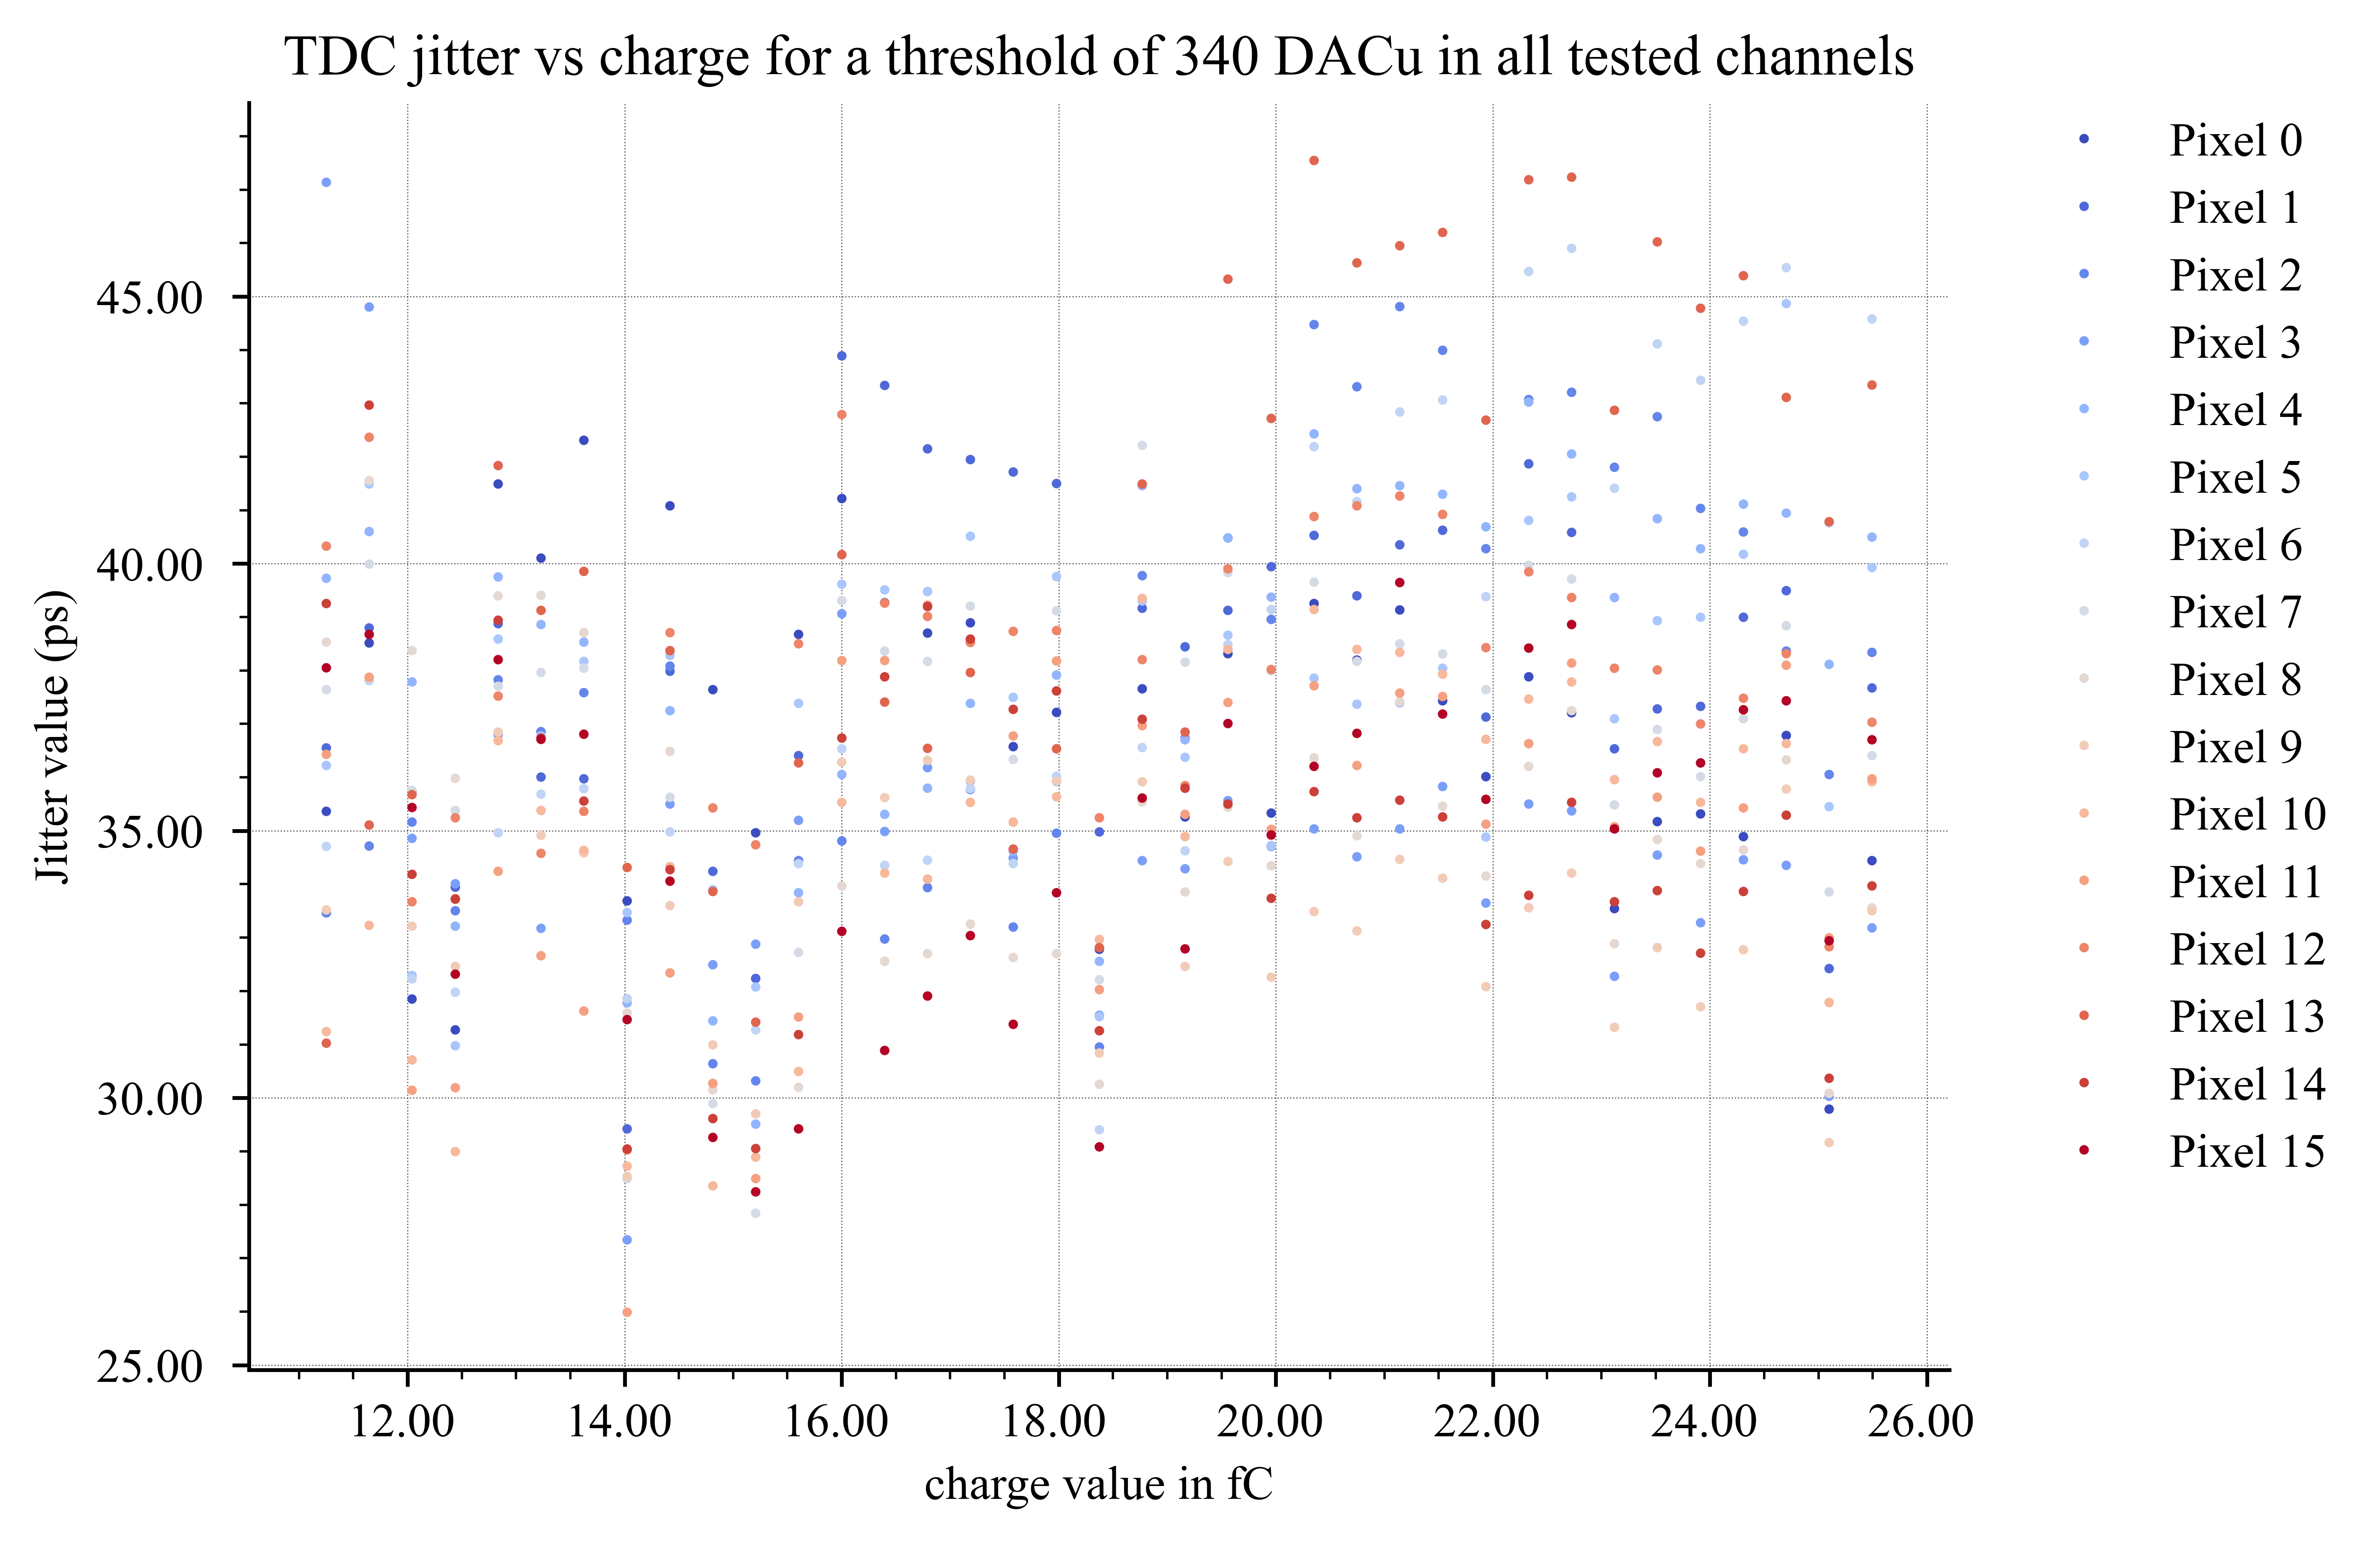 TDC jitter vs charge for a threshold of 340 DACu in all tested channels
Jitter value (ps)
45.00
40.00
35.00
30.00
25.00
12.00 14.00 16.00 18.00 20.00 22.00 24.00 26.00
charge value in fC
Pixel 0
Pixel 1
Pixel 2
Pixel 3
Pixel 4
Pixel 5
Pixel 6
Pixel 7
Pixel 8
Pixel 9
Pixel 10
Pixel 11
Pixel 12
Pixel 13
Pixel 14
Pixel 15